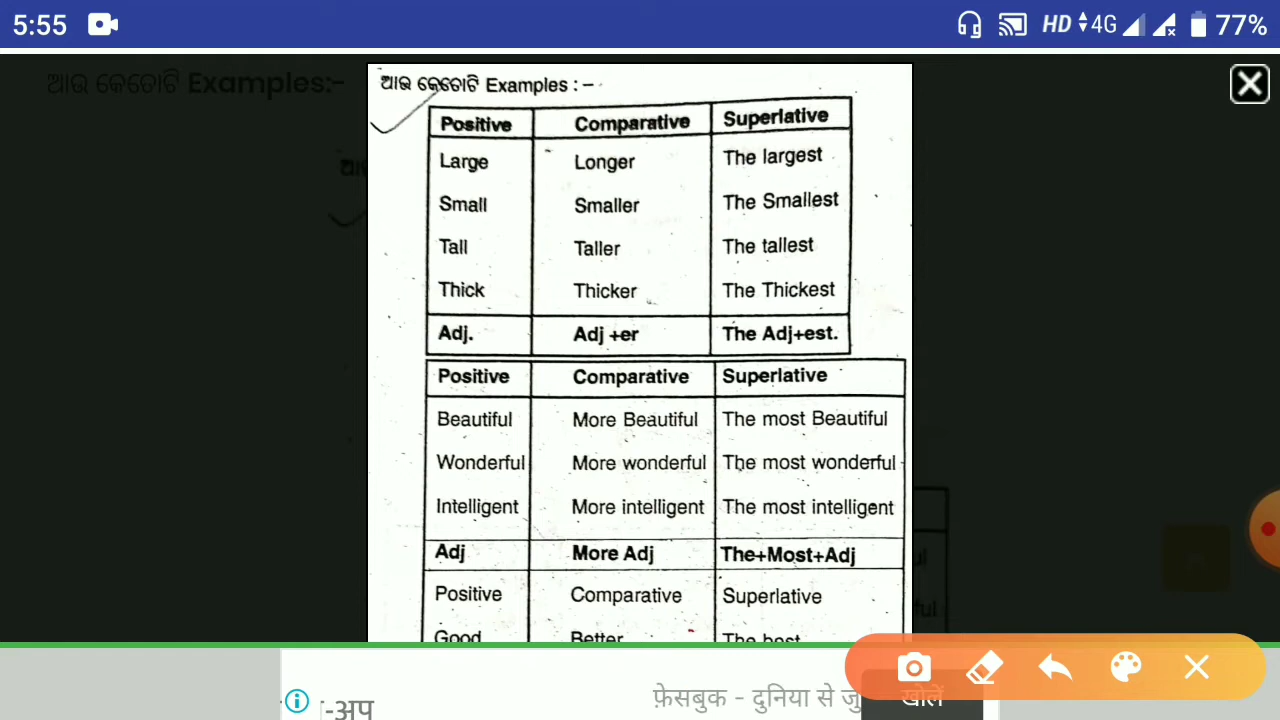 5:55 HD 4G 77%
ଆଉ କେତୋଟି Examples:-
ଆଉ କେତୋଟି Examples : -
Positive Comparative Superlative
Large Longer The largest
Small Smaller The Smallest
Tall Taller The tallest
Thick Thicker The Thickest
Adj. Adj +er The Adj+est.
Positive Comparative Superlative
Beautiful More Beautiful The most Beautiful
Wonderful More wonderful The most wonderful
Intelligent More intelligent The most intelligent
Adj More Adj The+Most+Adj
Positive Comparative Superlative
Good Better The best
-अप फ़ेसबुक - दुनिया से जु खोलें